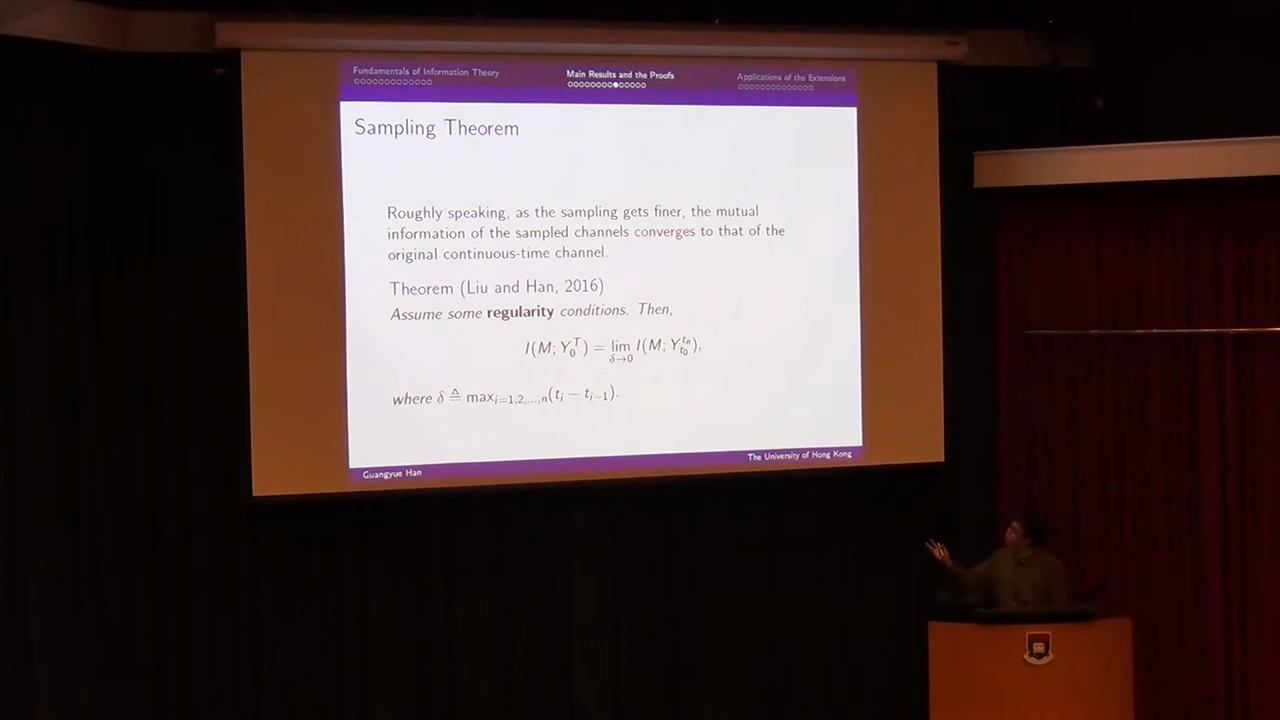 Fundamentals of Information Theory
Main Results and the Proofs
Applications of the Extensions
Sampling Theorem
Roughly speaking, as the sampling gets finer, the mutual
information of the sampled channels converges to that of the
original continuous-time channel.
Theorem (Liu and Han, 2016)
Assume some regularity conditions. Then,
I(M; Y₀ᵀ) = lim_{δ→0} I(M; Y_{t₀}^{tₙ}),
where δ ≜ max_{i=1,2,...,n}(t_i − t_{i−1}).
Guangyue Han
The University of Hong Kong